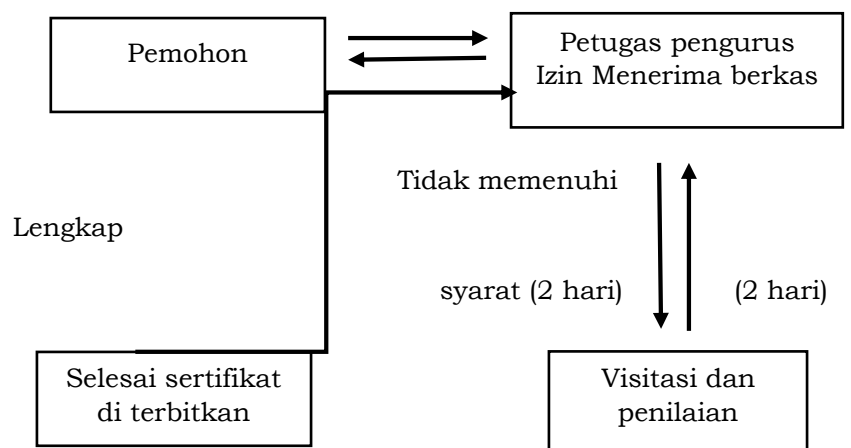 Pemohon
Petugas pengurus
Izin Menerima berkas
Tidak memenuhi
Lengkap
syarat (2 hari)
(2 hari)
Selesai sertifikat
di terbitkan
Visitasi dan
penilaian